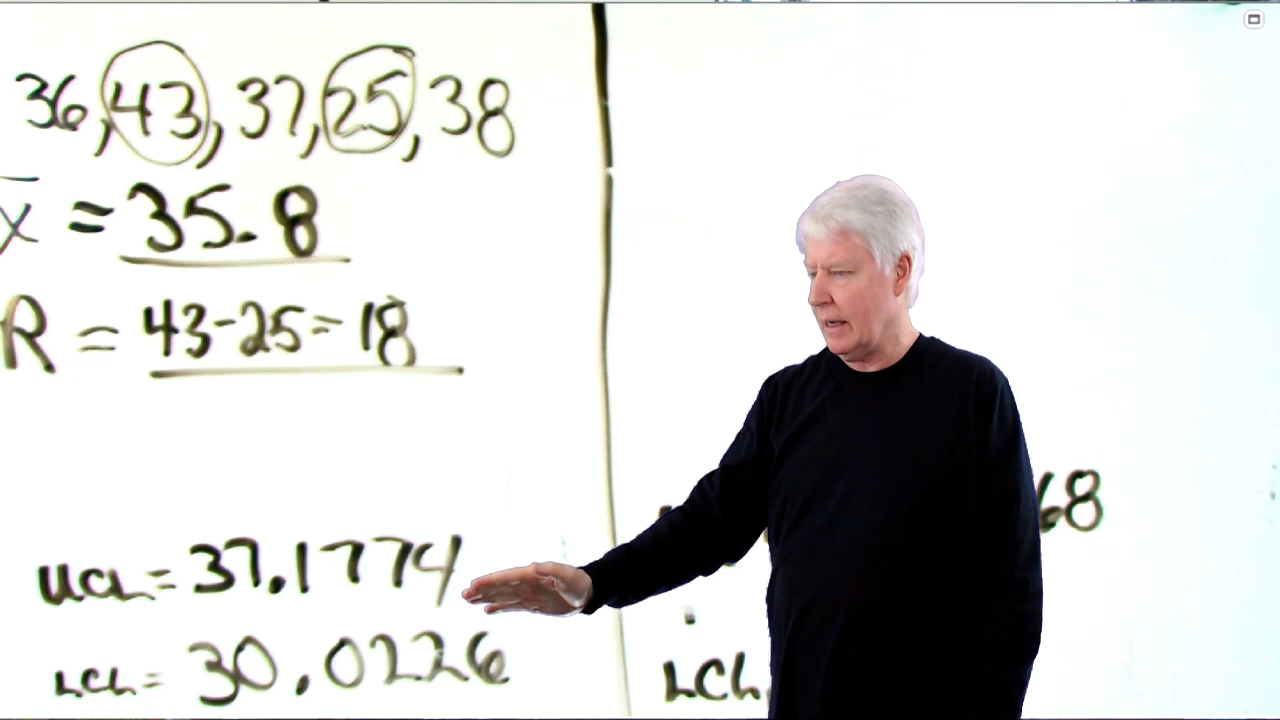 36, 43, 37, 25, 38
x̄ = 35.8
R = 43-25= 18
UCL= 37.1774
LCL= 30.0226
68
LCL